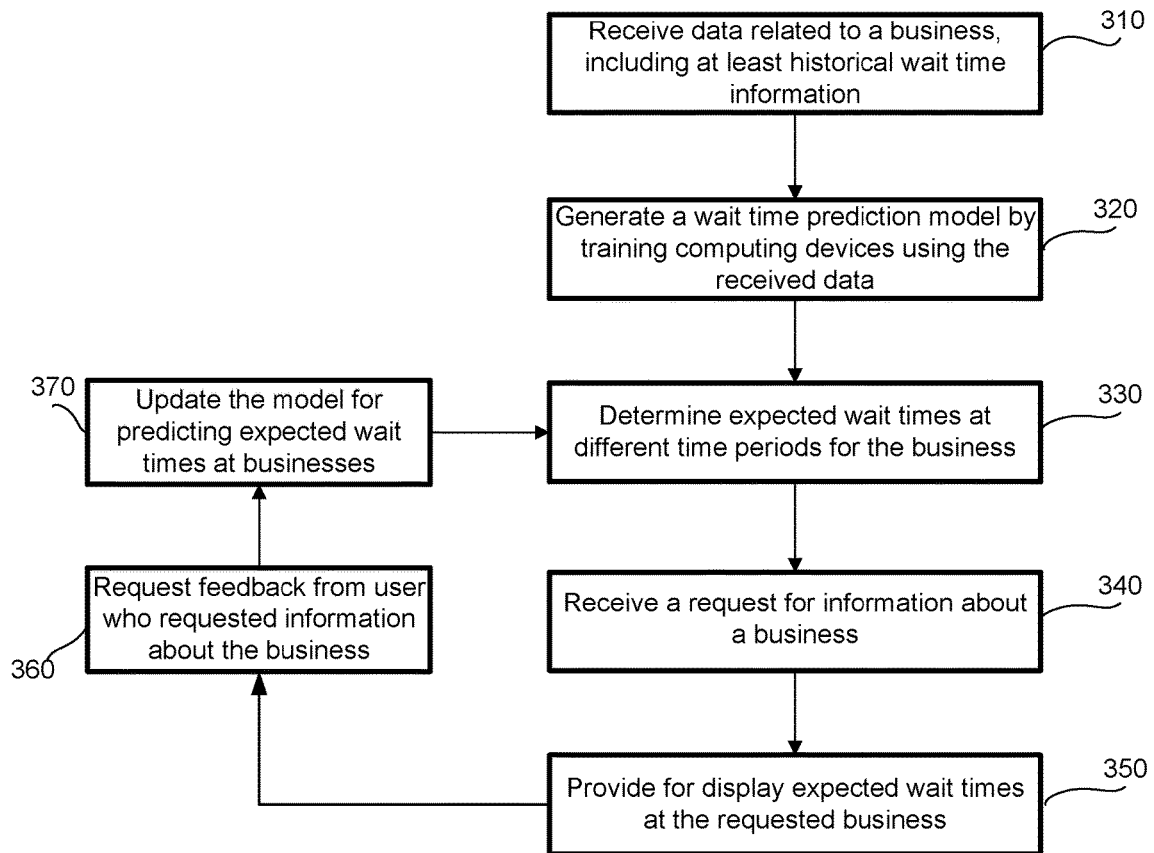 Receive data related to a business,
including at least historical wait time
information
310
Generate a wait time prediction model by
training computing devices using the
received data
320
Determine expected wait times at
different time periods for the business
330
Receive a request for information about
a business
340
Provide for display expected wait times
at the requested business
350
Request feedback from user
who requested information
about the business
360
370
Update the model for
predicting expected wait
times at businesses